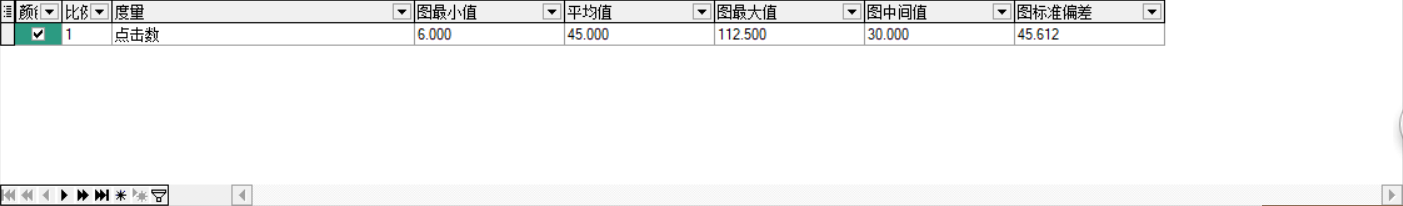 颜 比例 度量 图最小值 平均值 图最大值 图中间值 图标准偏差
1 点击数 6.000 45.000 112.500 30.000 45.612